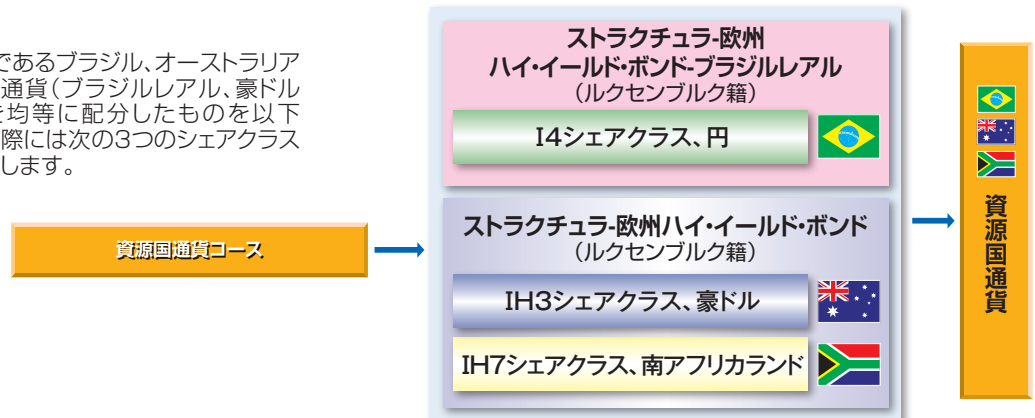 であるブラジル、オーストラリア
通貨（ブラジルレアル、豪ドル
を均等に配分したものを以下
際には次の3つのシェアクラス
します。
資源国通貨コース
ストラクチュラ-欧州
ハイ・イールド・ボンド-ブラジルレアル
（ルクセンブルク籍）
I4シェアクラス、円
ストラクチュラ-欧州ハイ・イールド・ボンド
（ルクセンブルク籍）
IH3シェアクラス、豪ドル
IH7シェアクラス、南アフリカランド
資源国通貨